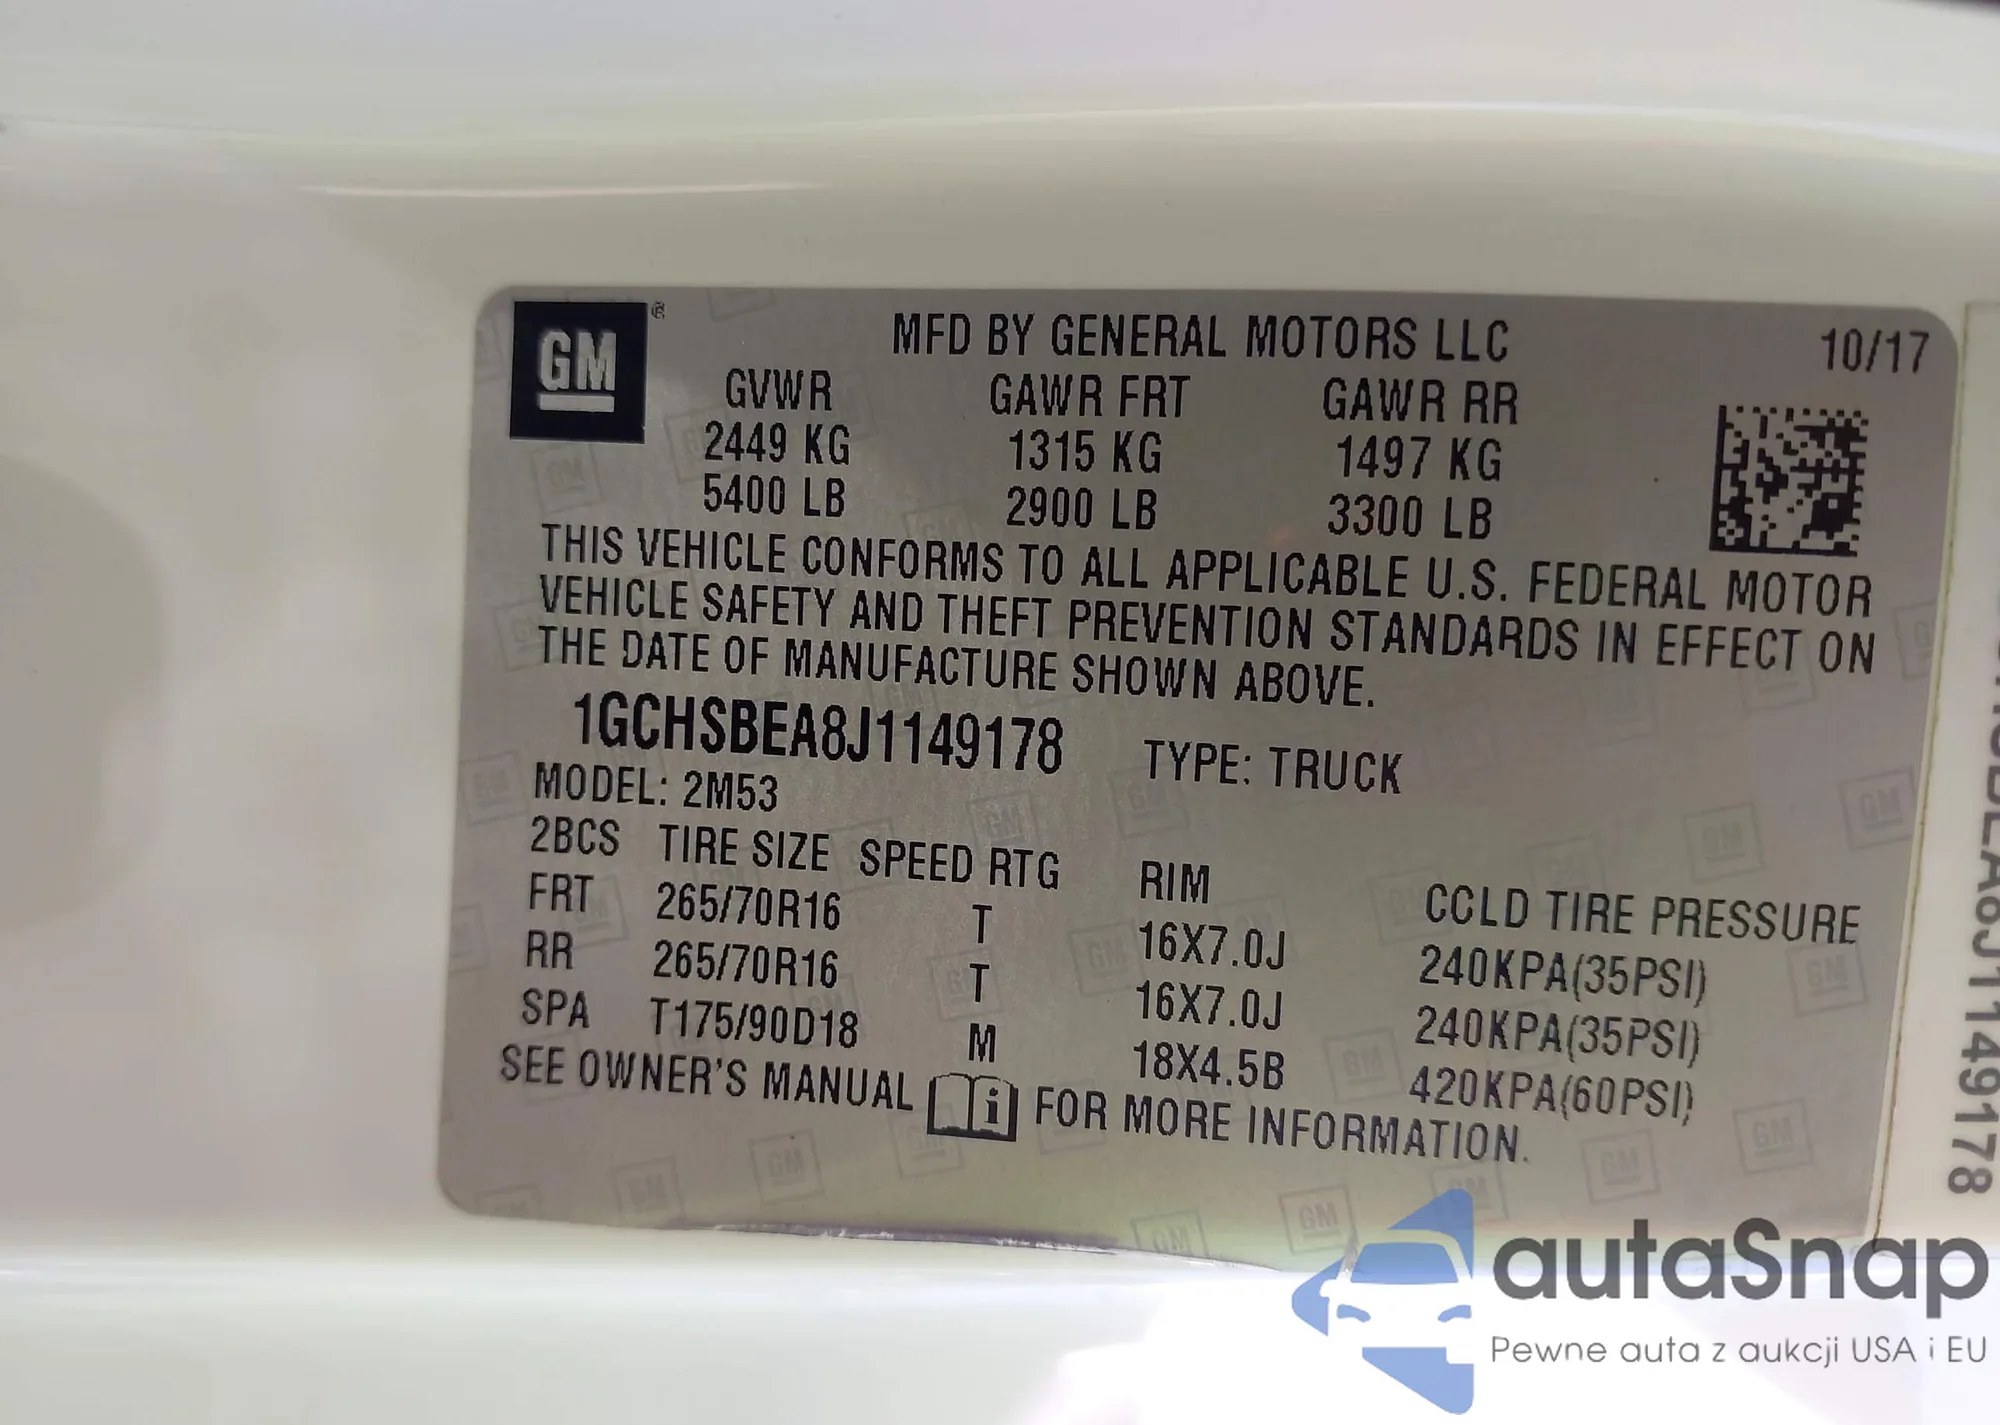 GM ®
MFD BY GENERAL MOTORS LLC 10/17
GVWR GAWR FRT GAWR RR
2449 KG 1315 KG 1497 KG
5400 LB 2900 LB 3300 LB
THIS VEHICLE CONFORMS TO ALL APPLICABLE U.S. FEDERAL MOTOR
VEHICLE SAFETY AND THEFT PREVENTION STANDARDS IN EFFECT ON
THE DATE OF MANUFACTURE SHOWN ABOVE.
1GCHSBEA8J1149178 TYPE: TRUCK
MODEL: 2M53
2BCS TIRE SIZE SPEED RTG RIM COLD TIRE PRESSURE
FRT 265/70R16 T 16X7.0J 240KPA(35PSI)
RR 265/70R16 T 16X7.0J 240KPA(35PSI)
SPA T175/90D18 M 18X4.5B 420KPA(60PSI)
SEE OWNER'S MANUAL i FOR MORE INFORMATION.
autaSnap
Pewne auta z aukcji USA i EU